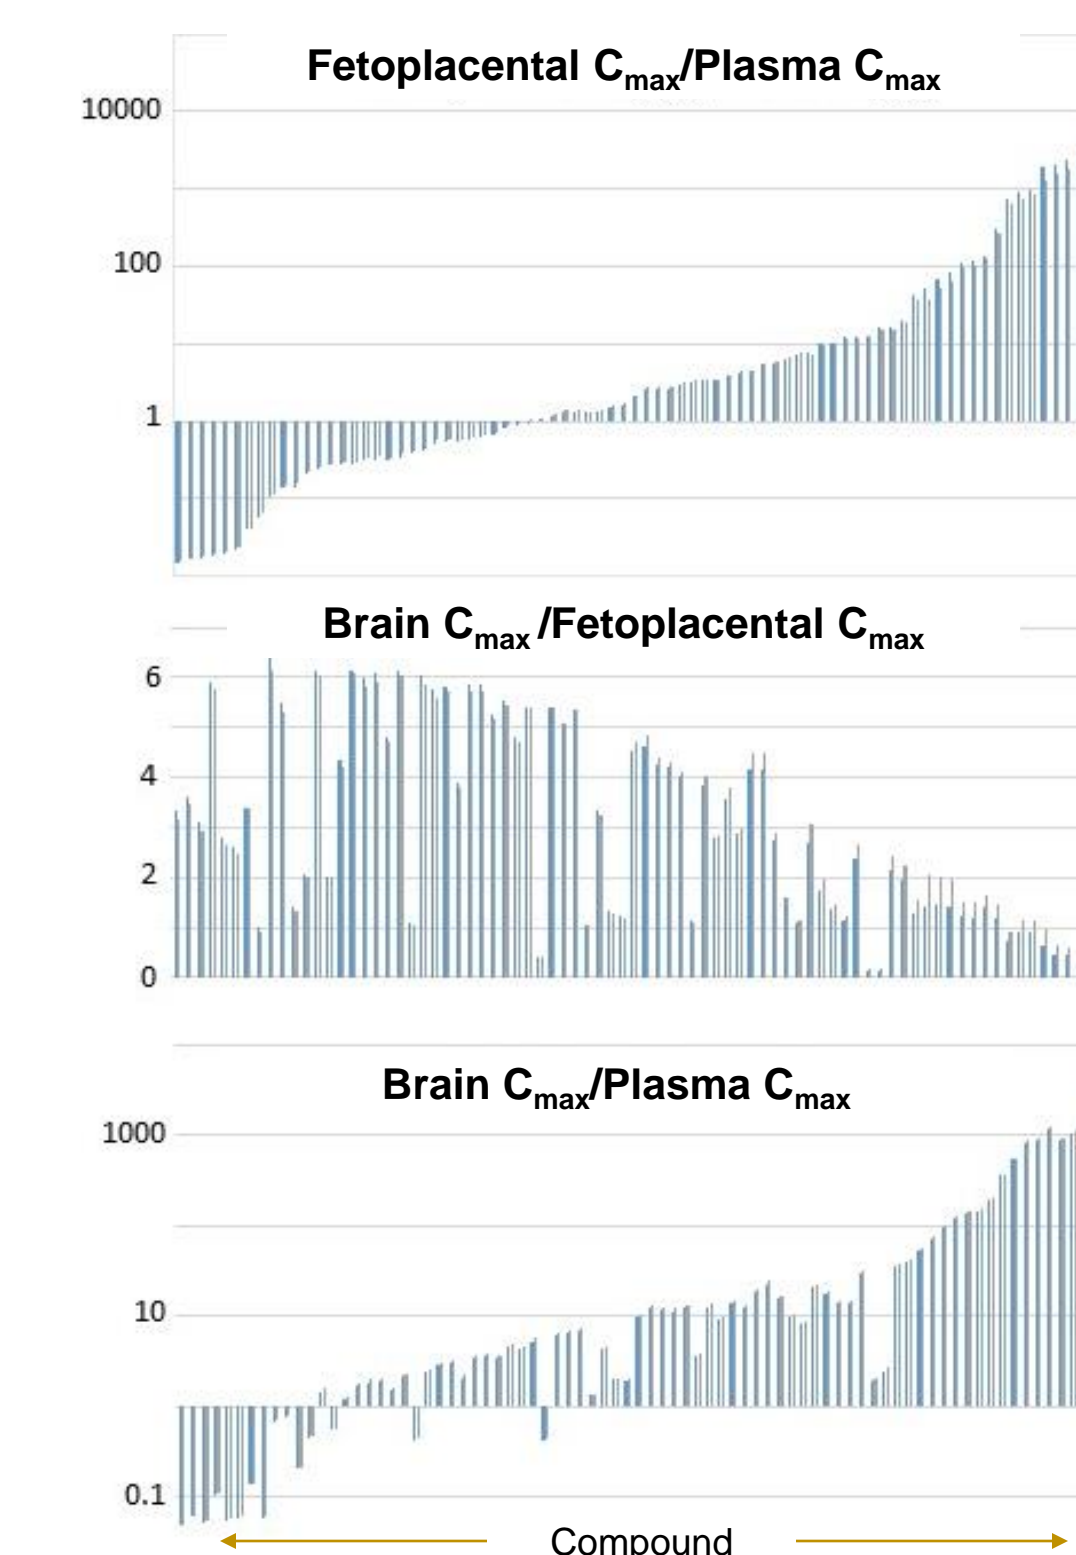 Fetoplacental Cmax/Plasma Cmax
10000
100
1
Brain Cmax /Fetoplacental Cmax
6
4
2
0
Brain Cmax/Plasma Cmax
1000
10
0.1
Compound